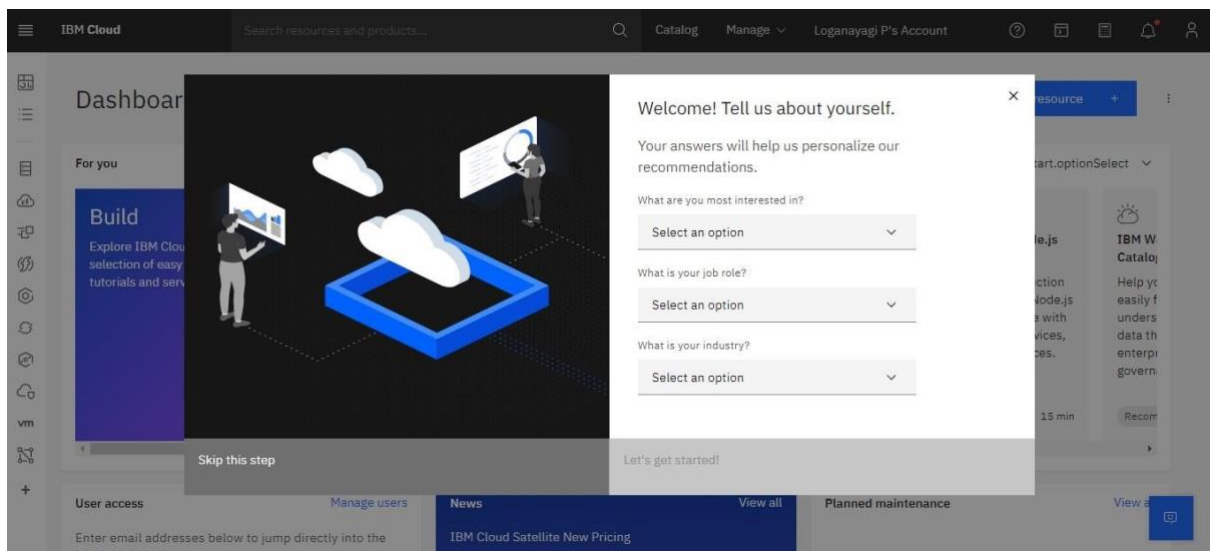 IBM Cloud
Search resources and products...
Catalog
Manage
Loganayagi P's Account
Dashboar
resource +
For you
tart.optionSelect
Build
Explore IBM Clou
selection of easy
tutorials and serv
Welcome! Tell us about yourself.
Your answers will help us personalize our
recommendations.
What are you most interested in?
Select an option
What is your job role?
Select an option
What is your industry?
Select an option
Skip this step
Let's get started!
de.js
ction
Node.js
e with
vices,
ces.
15 min
IBM W
Catalo
Help yo
easily f
unders
data th
enterpr
govern
Recom
vm
User access
Manage users
Enter email addresses below to jump directly into the
News
View all
IBM Cloud Satellite New Pricing
Planned maintenance
View a